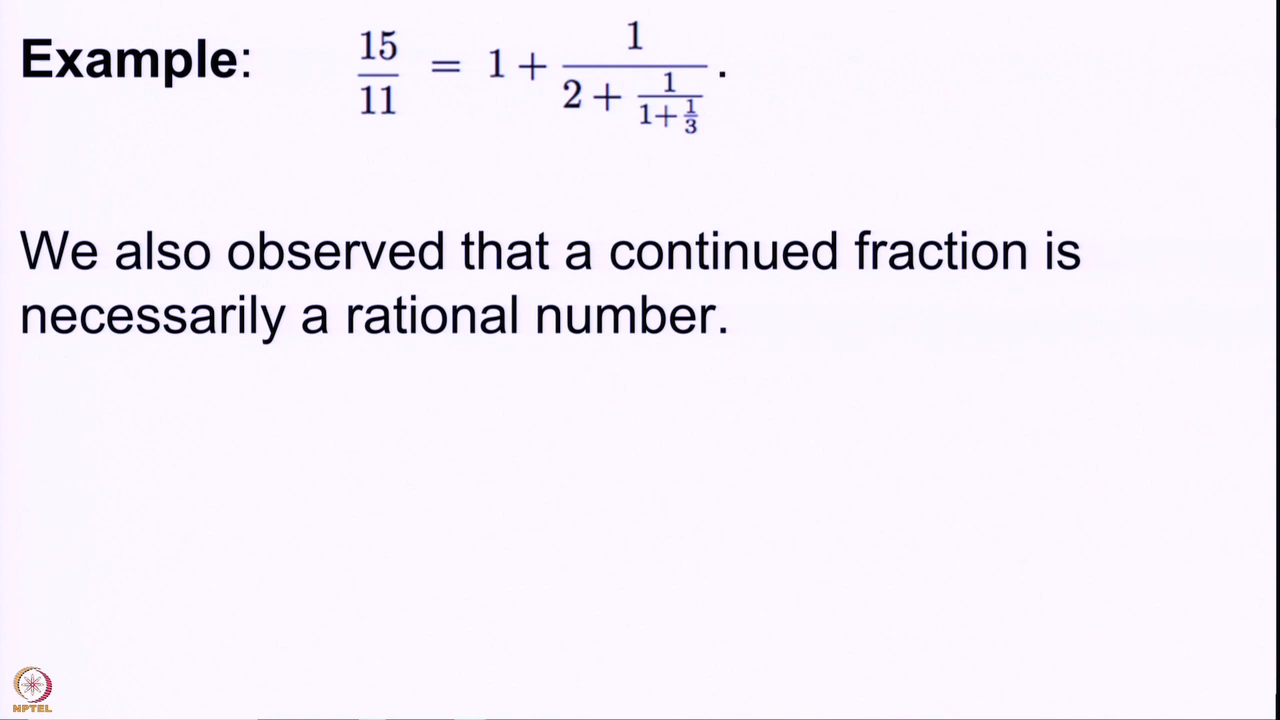 Example: 15/11 = 1 + 1/(2 + 1/(1+1/3)).
We also observed that a continued fraction is
necessarily a rational number.
NPTEL